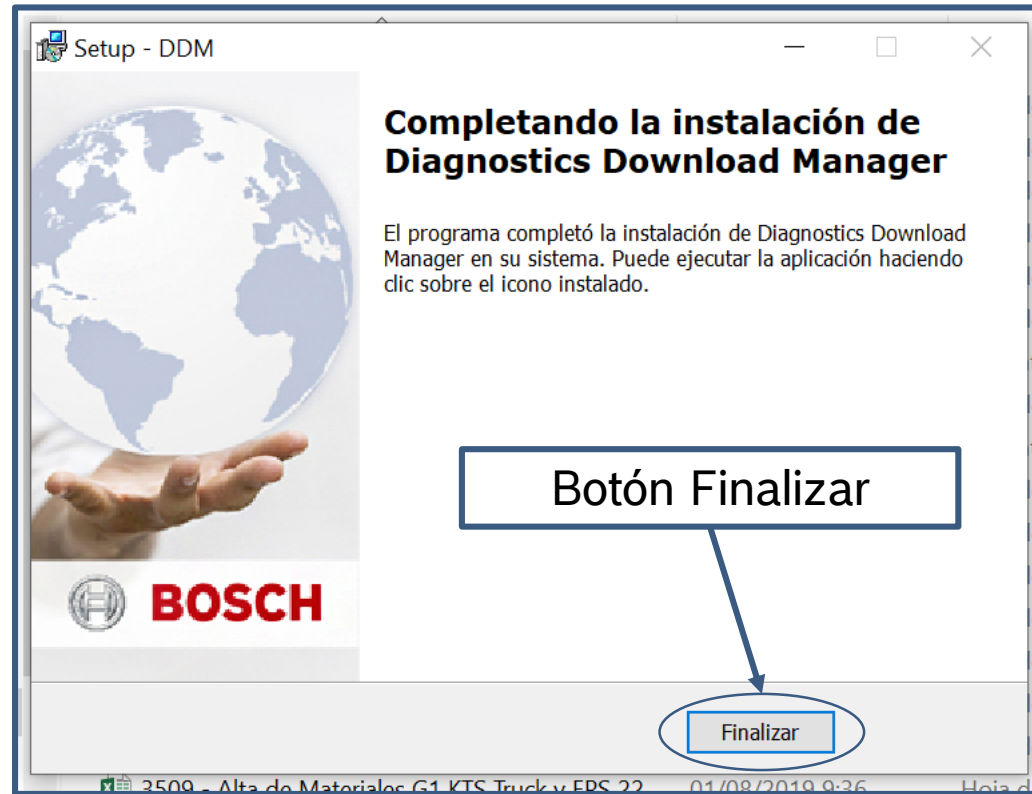 Setup - DDM
Completando la instalación de
Diagnostics Download Manager
El programa completó la instalación de Diagnostics Download
Manager en su sistema. Puede ejecutar la aplicación haciendo
clic sobre el icono instalado.
Botón Finalizar
BOSCH
Finalizar
3509 - Alta de Materiales G1 KTS Truck y EPS 22 01/08/2019 9:36 Hoja d